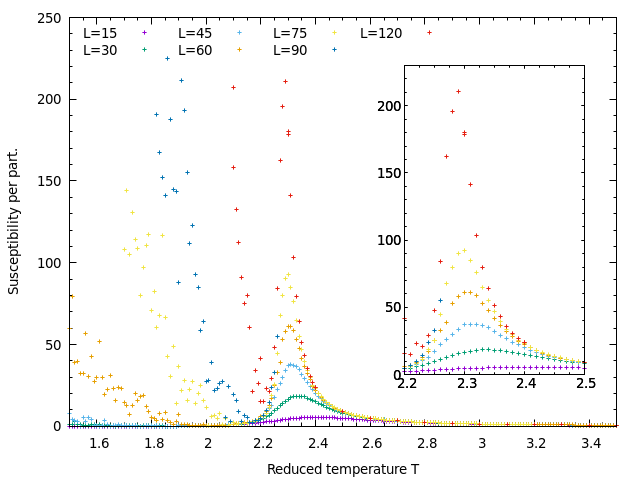 250
200
150
100
50
0
Susceptibility per part.
L=15 L=45 L=75 L=120
L=30 L=60 L=90
200
150
100
50
0
2.2 2.3 2.4 2.5
1.6 1.8 2 2.2 2.4 2.6 2.8 3 3.2 3.4
Reduced temperature T